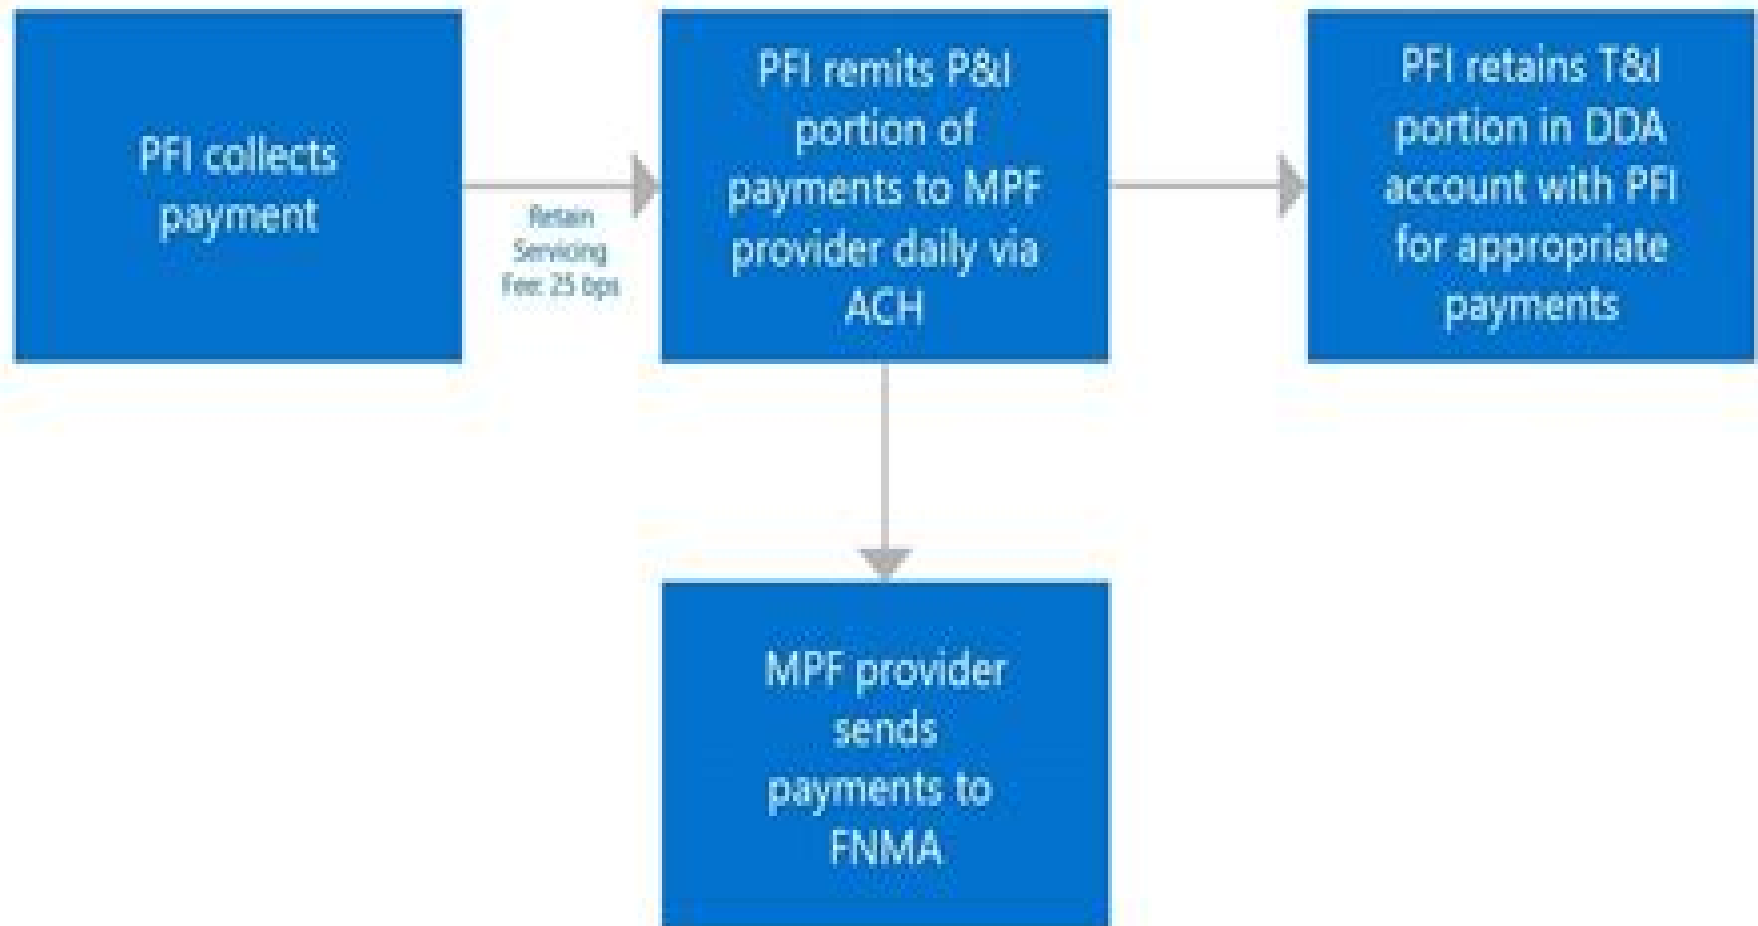 PFI collects
payment
Retain
Servicing
Fee: 25 bps
PFI remits P&I
portion of
payments to MPF
provider daily via
ACH
PFI retains T&I
portion in DDA
account with PFI
for appropriate
payments
MPF provider
sends
payments to
FNMA